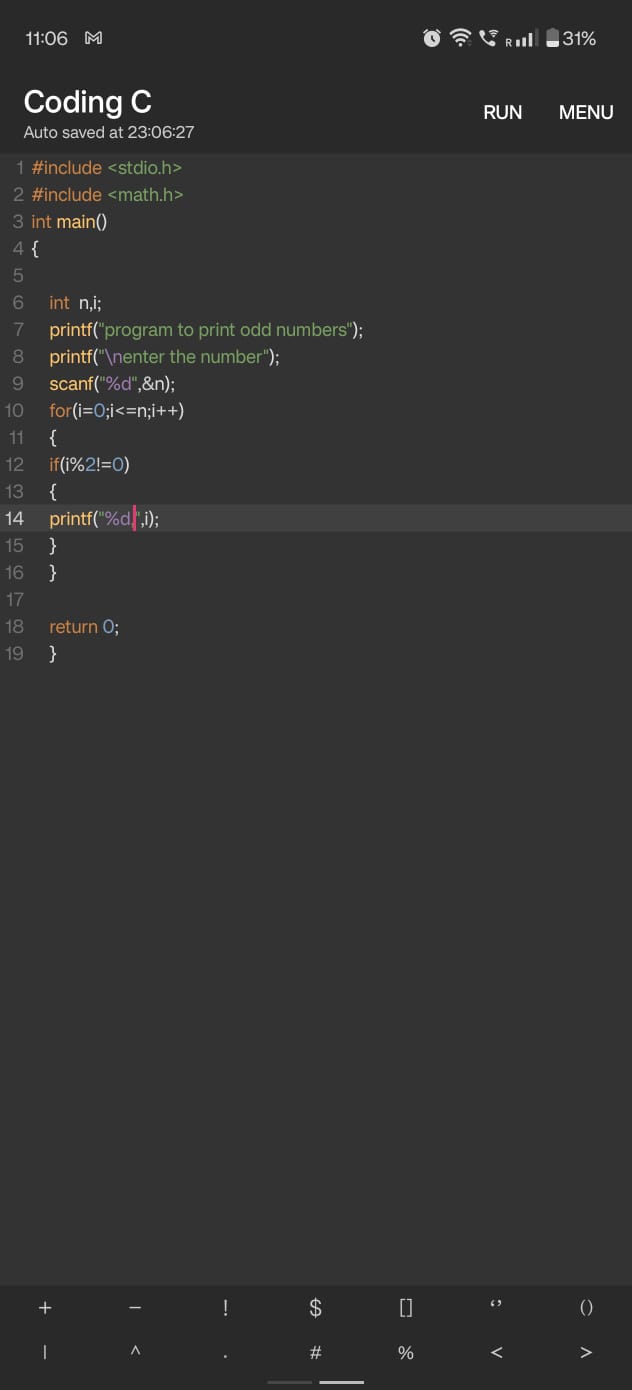 11:06
R 31%
Coding C
RUN MENU
Auto saved at 23:06:27
1 #include <stdio.h>
2 #include <math.h>
3 int main()
4 {
5
6 int  n,i;
7 printf("program to print odd numbers");
8 printf("\nenter the number");
9 scanf("%d",&n);
10 for(i=0;i<=n;i++)
11 {
12 if(i%2!=0)
13 {
14 printf("%d,",i);
15 }
16 }
17
18 return 0;
19 }
+ − ! $ [] ‘’ ()
| ^ . # % < >